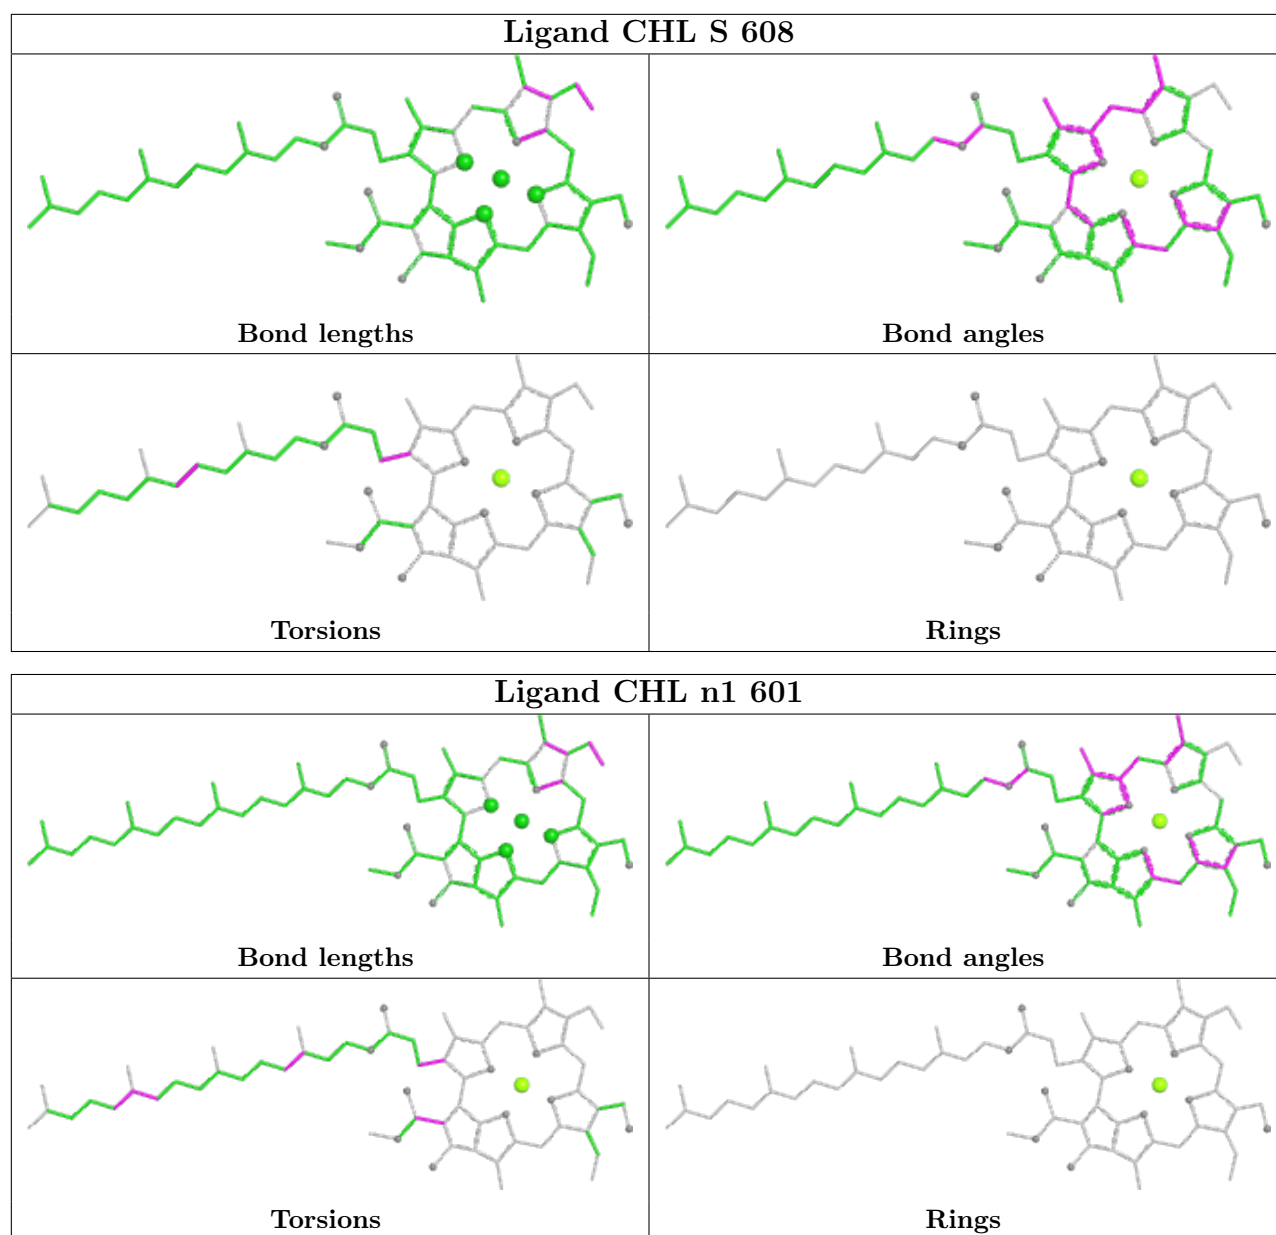 Ligand CHL S 608
Bond lengths
Bond angles
Torsions
Rings
Ligand CHL n1 601
Bond lengths
Bond angles
Torsions
Rings